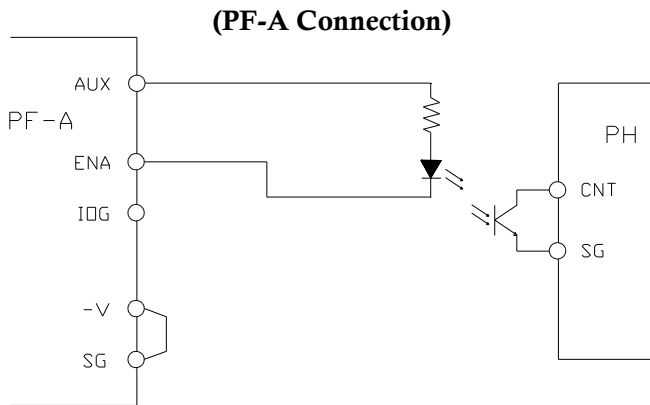 (PF-A Connection)
AUX
PF-A
PH
ENA
CNT
IOG
SG
-V
SG